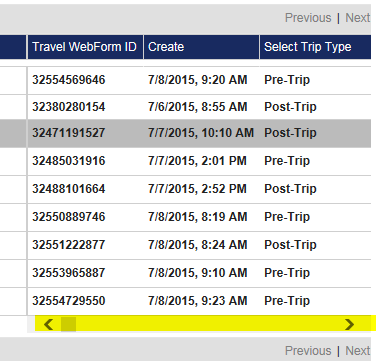 Previous | Next
Travel WebForm ID Create Select Trip Type
32554569646 7/8/2015, 9:20 AM Pre-Trip
32380280154 7/6/2015, 8:55 AM Post-Trip
32471191527 7/7/2015, 10:10 AM Post-Trip
32485031916 7/7/2015, 2:01 PM Pre-Trip
32488101664 7/7/2015, 2:52 PM Post-Trip
32550889746 7/8/2015, 8:19 AM Pre-Trip
32551222877 7/8/2015, 8:24 AM Post-Trip
32553965887 7/8/2015, 9:10 AM Pre-Trip
32554729550 7/8/2015, 9:23 AM Pre-Trip
Previous | Next